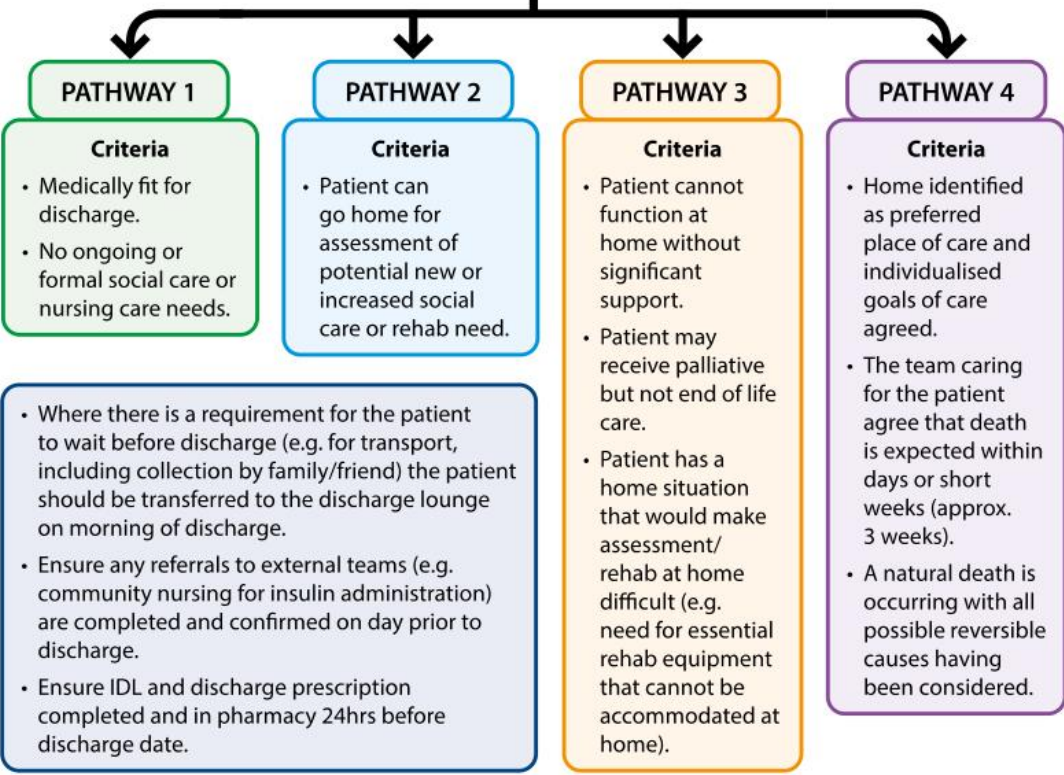 PATHWAY 1
Criteria
• Medically fit for
discharge.
• No ongoing or
formal social care or
nursing care needs.
PATHWAY 2
Criteria
• Patient can
go home for
assessment of
potential new or
increased social
care or rehab need.
• Where there is a requirement for the patient
to wait before discharge (e.g. for transport,
including collection by family/friend) the patient
should be transferred to the discharge lounge
on morning of discharge.
• Ensure any referrals to external teams (e.g.
community nursing for insulin administration)
are completed and confirmed on day prior to
discharge.
• Ensure IDL and discharge prescription
completed and in pharmacy 24hrs before
discharge date.
PATHWAY 3
Criteria
• Patient cannot
function at
home without
significant
support.
• Patient may
receive palliative
but not end of life
care.
• Patient has a
home situation
that would make
assessment/
rehab at home
difficult (e.g.
need for essential
rehab equipment
that cannot be
accommodated at
home).
PATHWAY 4
Criteria
• Home identified
as preferred
place of care and
individualised
goals of care
agreed.
• The team caring
for the patient
agree that death
is expected within
days or short
weeks (approx.
3 weeks).
• A natural death is
occurring with all
possible reversible
causes having
been considered.